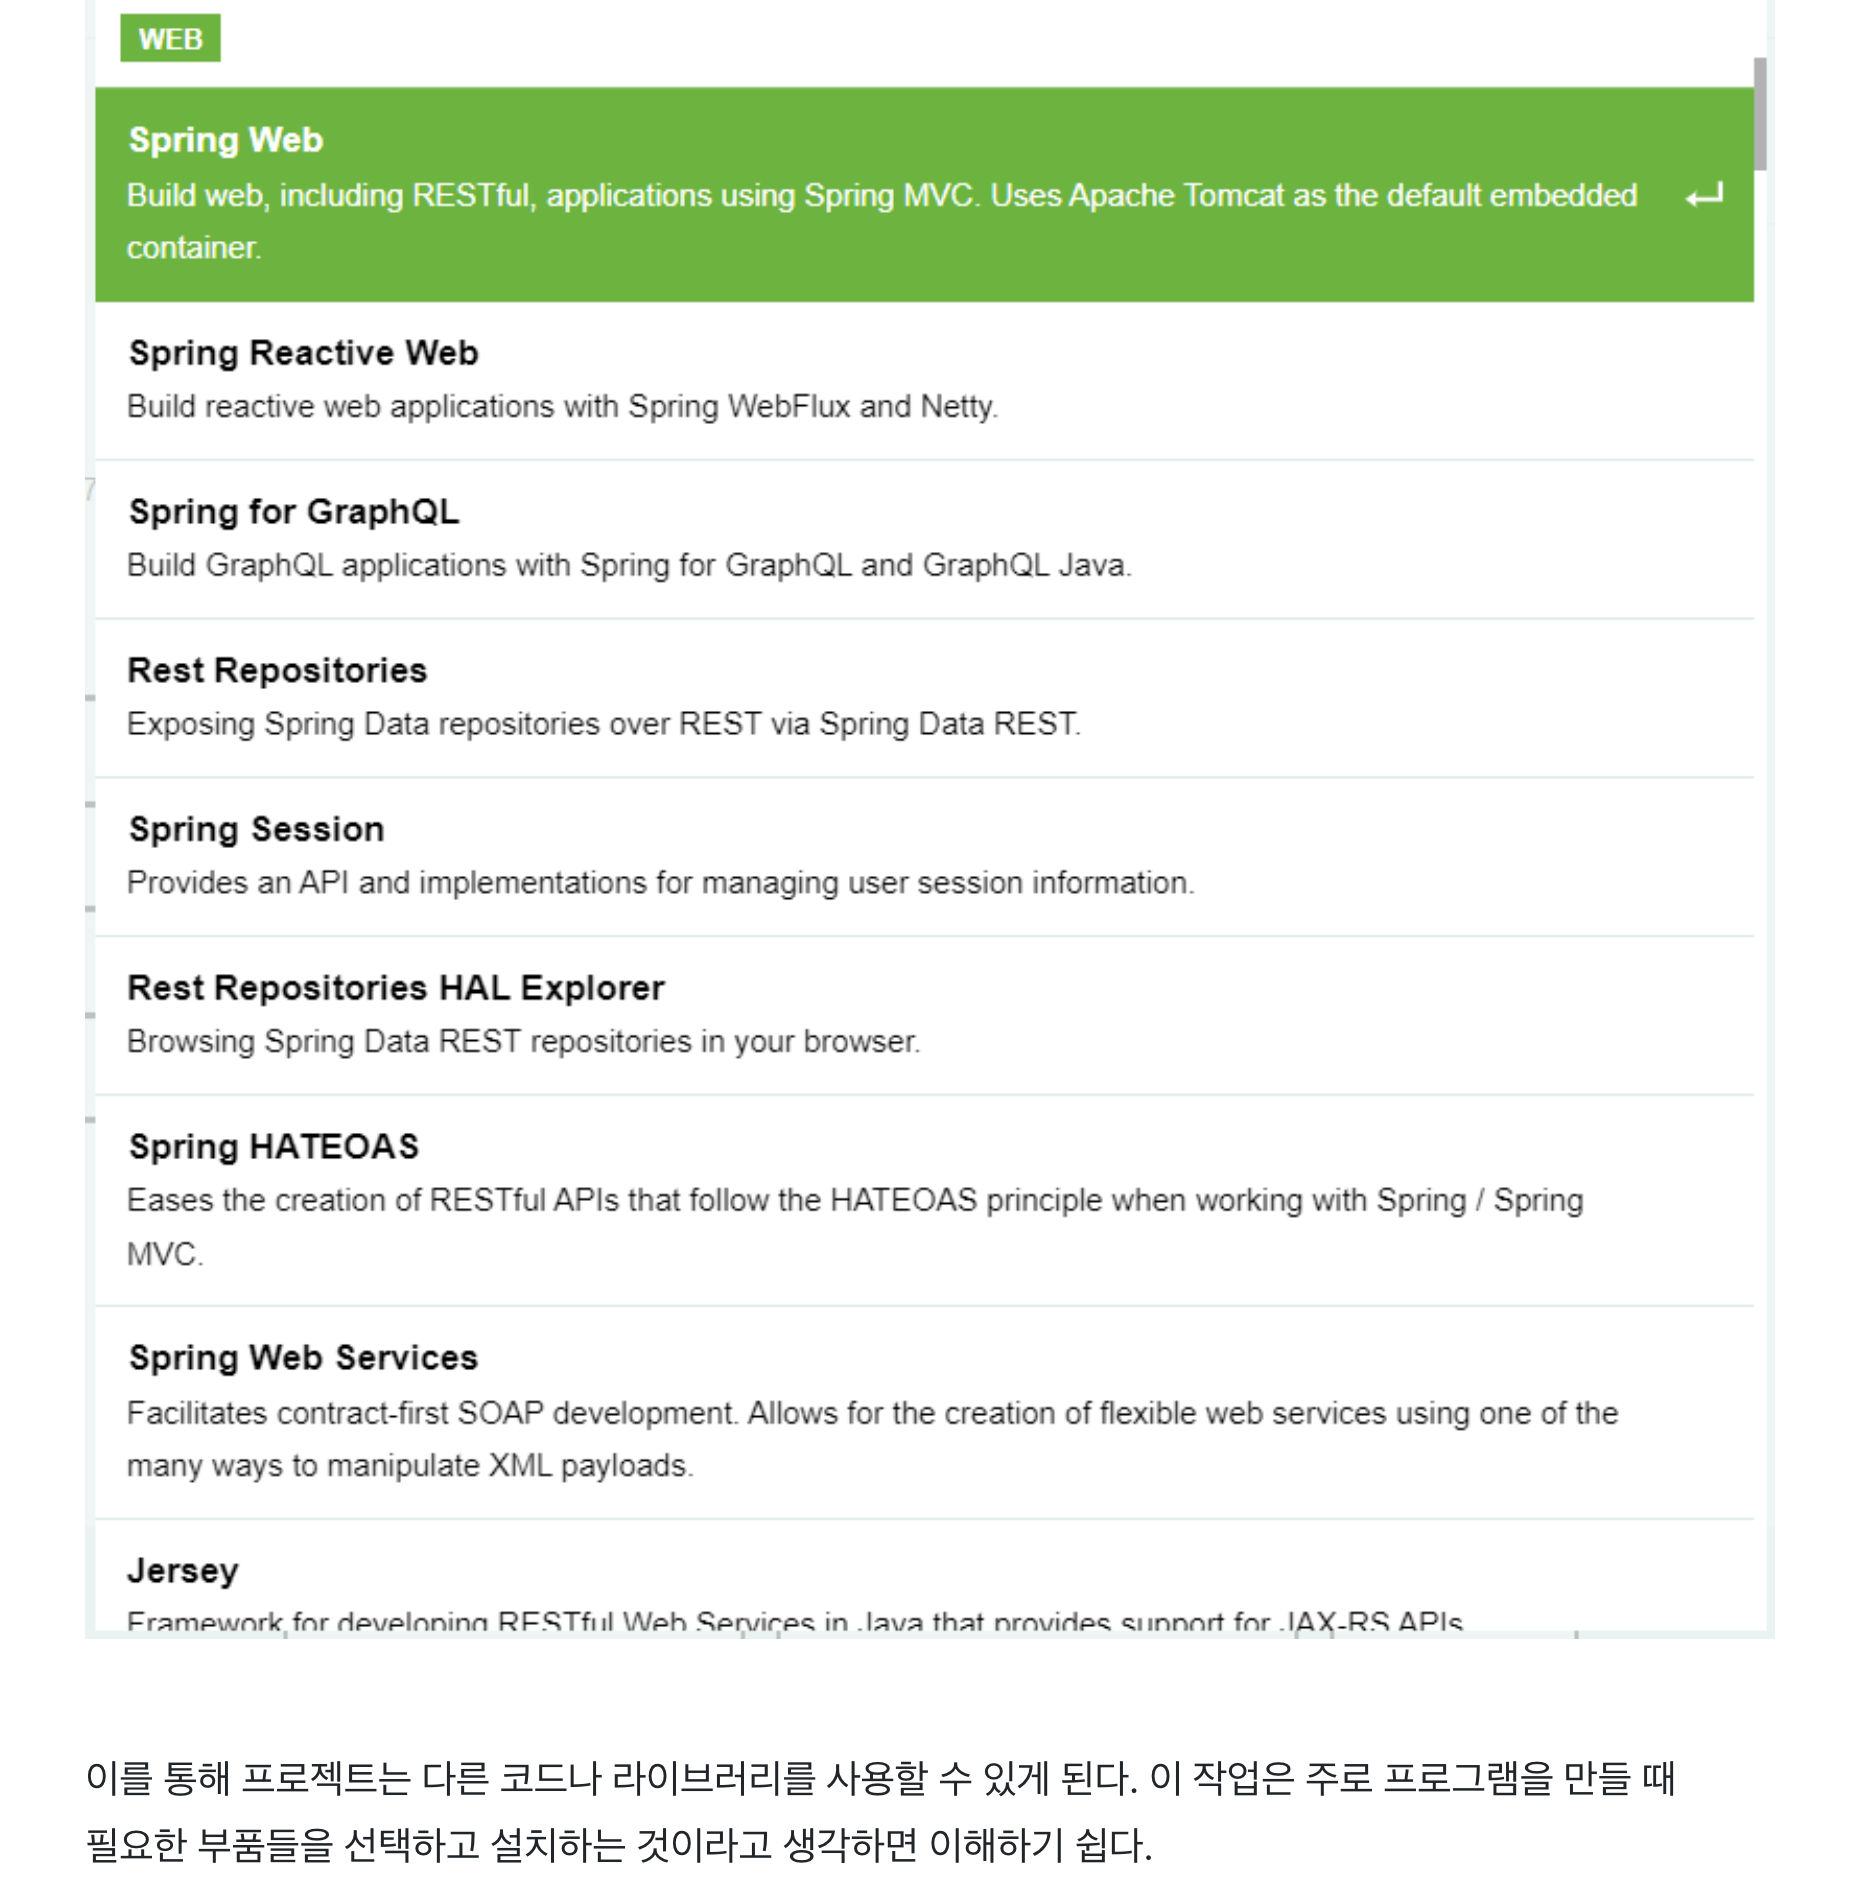 WEB
Spring Web
Build web, including RESTful, applications using Spring MVC. Uses Apache Tomcat as the default embedded
container.
Spring Reactive Web
Build reactive web applications with Spring WebFlux and Netty.
7
Spring for GraphQL
Build GraphQL applications with Spring for GraphQL and GraphQL Java.
Rest Repositories
Exposing Spring Data repositories over REST via Spring Data REST.
Spring Session
Provides an API and implementations for managing user session information.
Rest Repositories HAL Explorer
Browsing Spring Data REST repositories in your browser.
Spring HATEOAS
Eases the creation of RESTful APIs that follow the HATEOAS principle when working with Spring / Spring
MVC.
Spring Web Services
Facilitates contract-first SOAP development. Allows for the creation of flexible web services using one of the
many ways to manipulate XML payloads.
Jersey
Framework for developing RESTful Web Services in Java that provides support for JAX-RS APIs
이를 통해 프로젝트는 다른 코드나 라이브러리를 사용할 수 있게 된다. 이 작업은 주로 프로그램을 만들 때
필요한 부품들을 선택하고 설치하는 것이라고 생각하면 이해하기 쉽다.